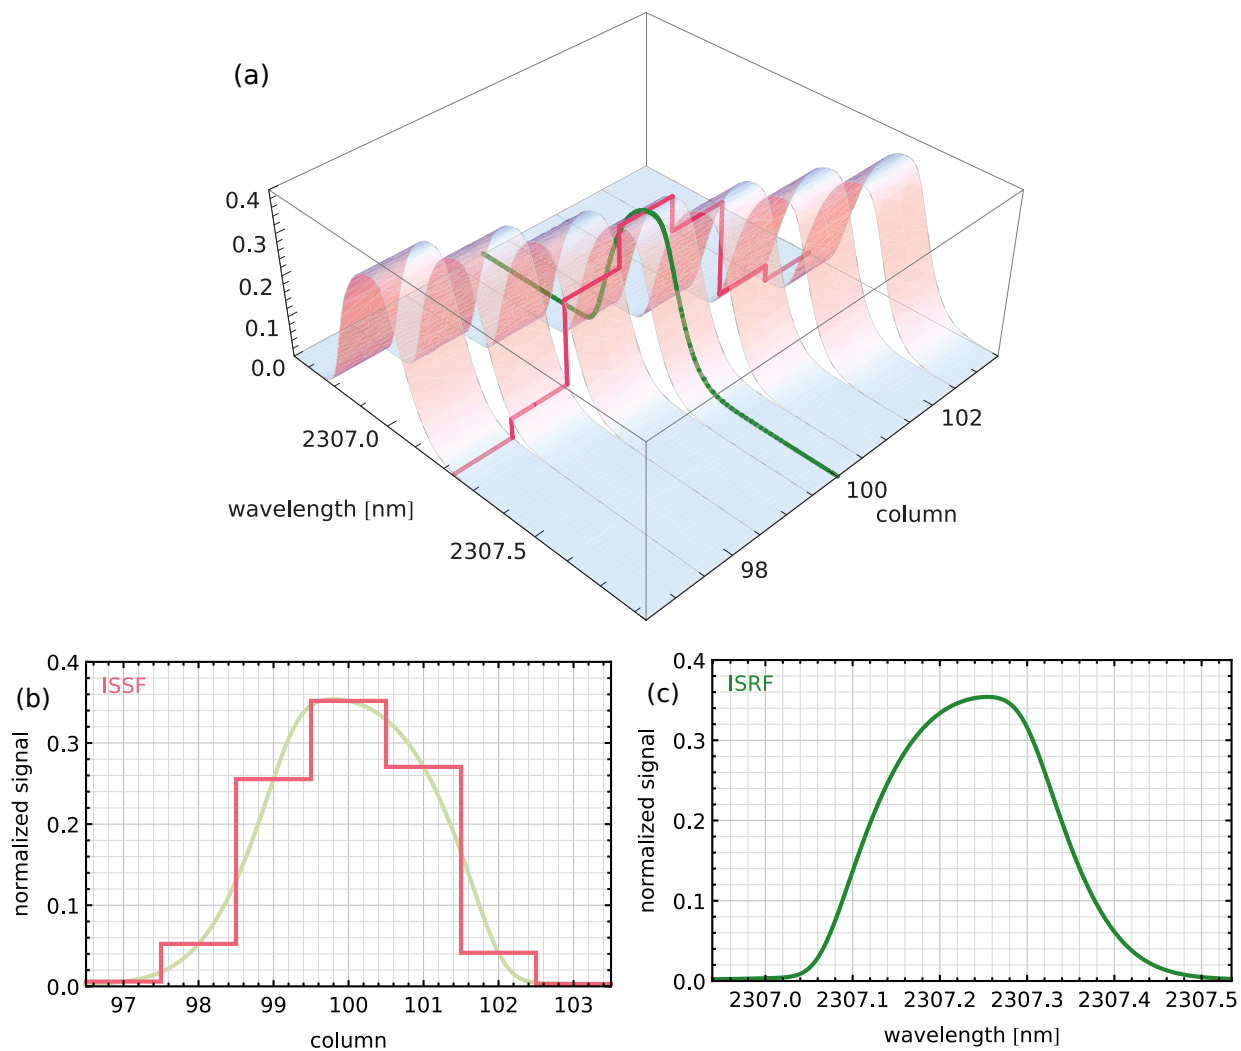 (a)
0.4
0.3
0.2
0.1
0.0
2307.0
wavelength [nm]
2307.5
102
100
column
98
(b)
ISSF
0.4
0.3
0.2
0.1
0.0
normalized signal
97 98 99 100 101 102 103
column
(c)
ISRF
0.4
0.3
0.2
0.1
0.0
normalized signal
2307.0 2307.1 2307.2 2307.3 2307.4 2307.5
wavelength [nm]